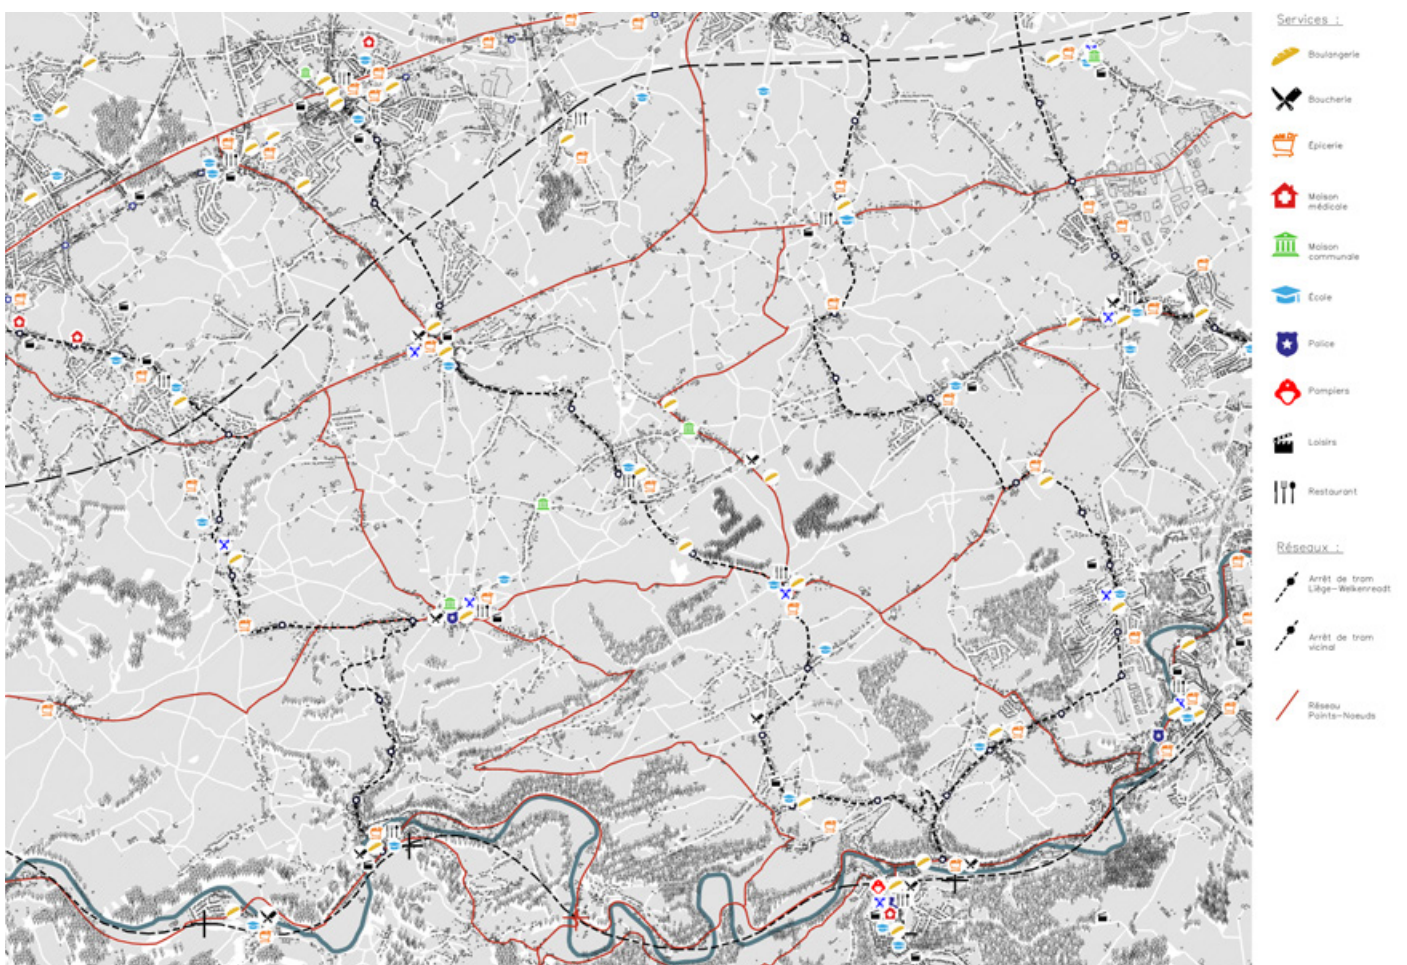 Services :
Boulangerie
Boucherie
Épicerie
Maison
médicale
Maison
communale
École
Police
Pompiers
Loisirs
Restaurant
Réseaux :
Arrêt de tram
Liège-Welkenreadt
Arrêt de tram
vicinal
Réseau
Points-Noeuds